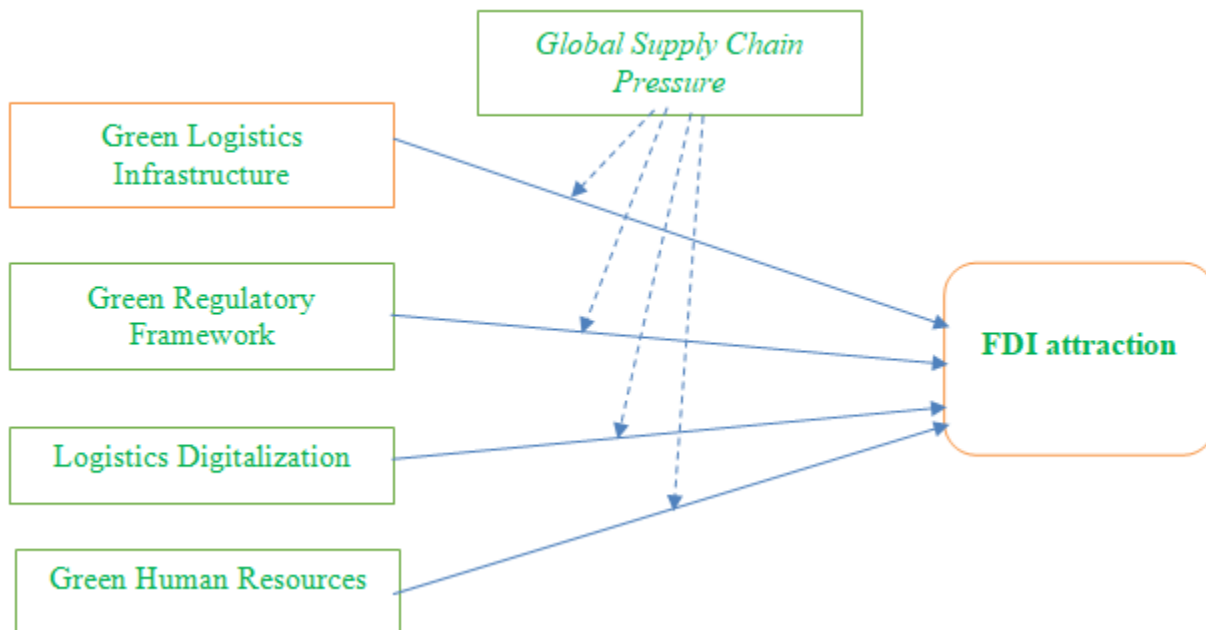 Global Supply Chain
Pressure
Green Logistics
Infrastructure
Green Regulatory
Framework
FDI attraction
Logistics Digitalization
Green Human Resources